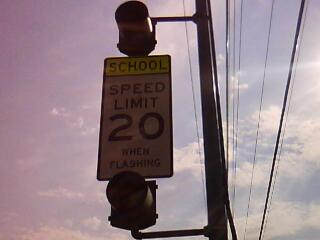 SCHOOL
SPEED
LIMIT
20
WHEN
FLASHING